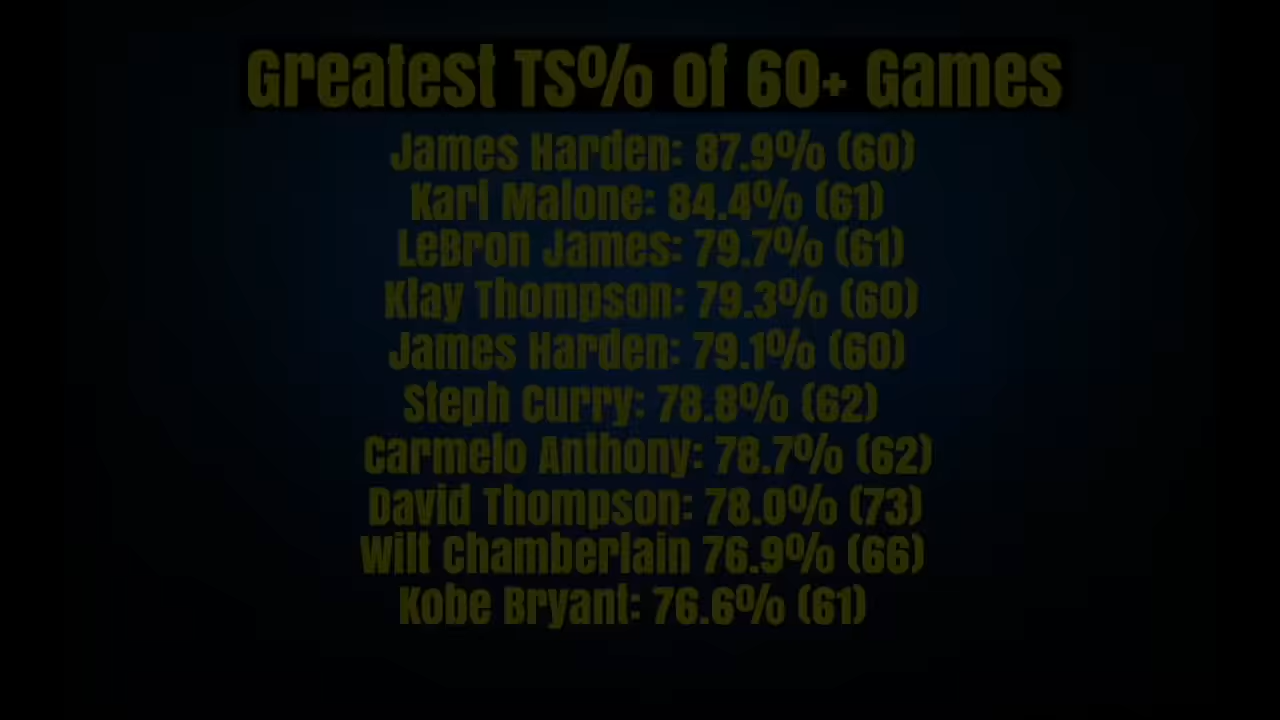 Greatest TS% of 60+ Games
James Harden: 87.9% (60)
Karl Malone: 84.4% (61)
LeBron James: 79.7% (61)
Klay Thompson: 79.3% (60)
James Harden: 79.1% (60)
Steph Curry: 78.8% (62)
Carmelo Anthony: 78.7% (62)
David Thompson: 78.0% (73)
Wilt Chamberlain 76.9% (66)
Kobe Bryant: 76.6% (61)